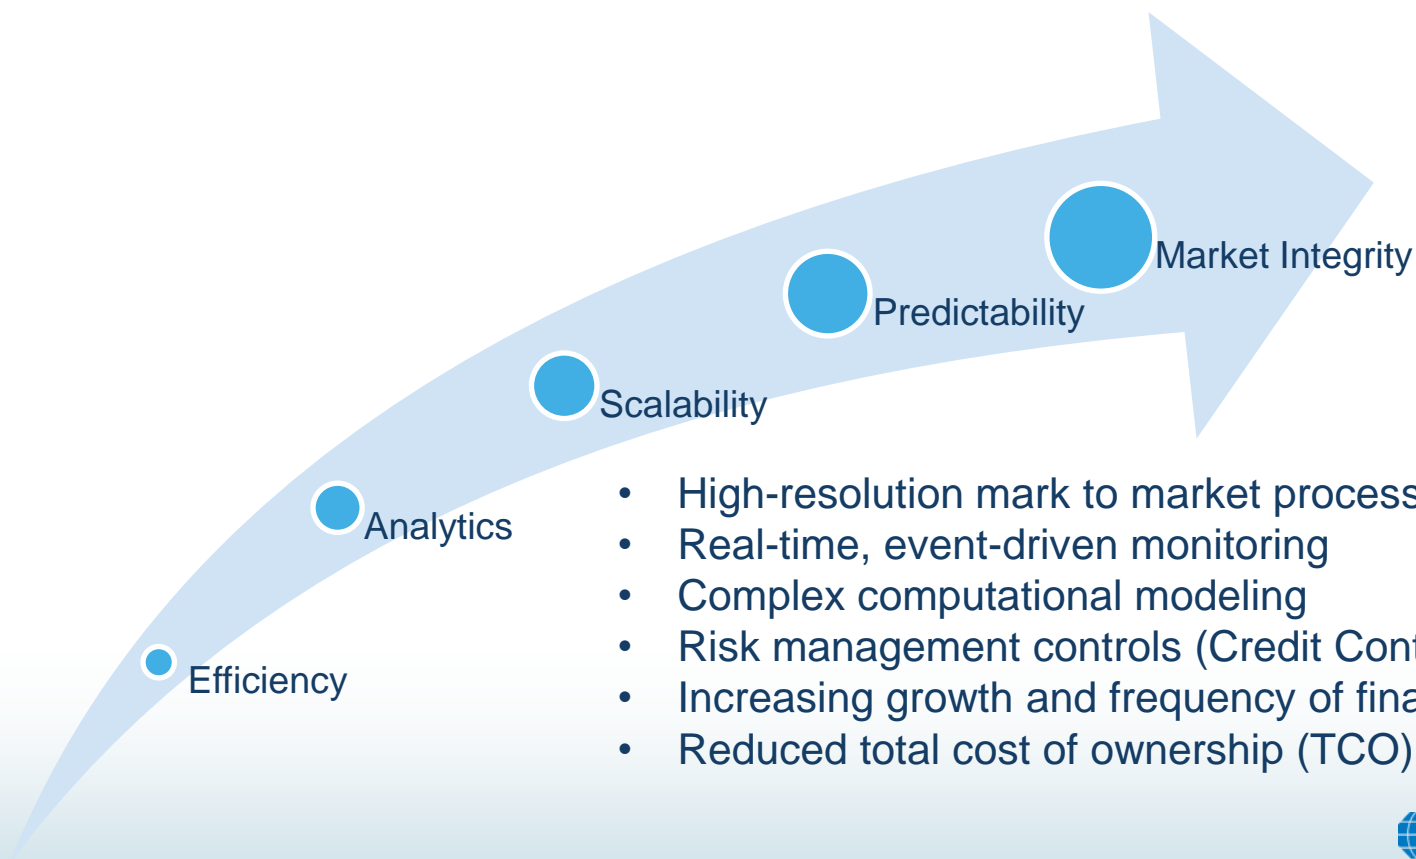 Market Integrity
Predictability
Scalability
Analytics
Efficiency
• High-resolution mark to market process
• Real-time, event-driven monitoring
• Complex computational modeling
• Risk management controls (Credit Cont
• Increasing growth and frequency of fina
• Reduced total cost of ownership (TCO)